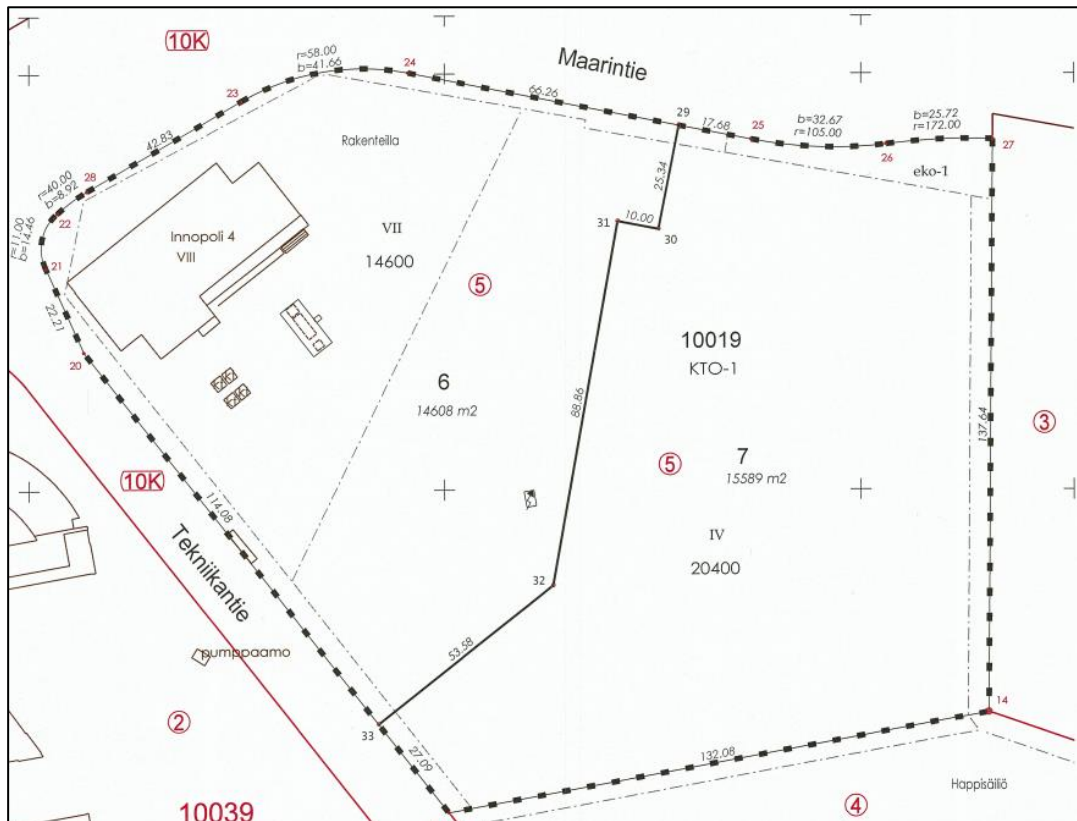 10K
r=58.00
b=41.66
24
Maarintie
66.26
29
17.68
25
b=32.67
r=105.00
26
b=25.72
r=172.00
27
23
42.83
Rakenteilla
eko-1
r=40.00
b=8.92
28
22
25.34
31
10.00
30
r=11.00
b=14.46
21
Innopoli 4
VIII
VII
14600
5
22.21
20
10019
KTO-1
6
14608 m2
88.86
137.64
3
10K
5
7
15589 m2
114.08
Tekniikantie
IV
20400
32
pumppaamo
53.58
33
2
27.09
14
132.08
Happisäiliö
10039
4